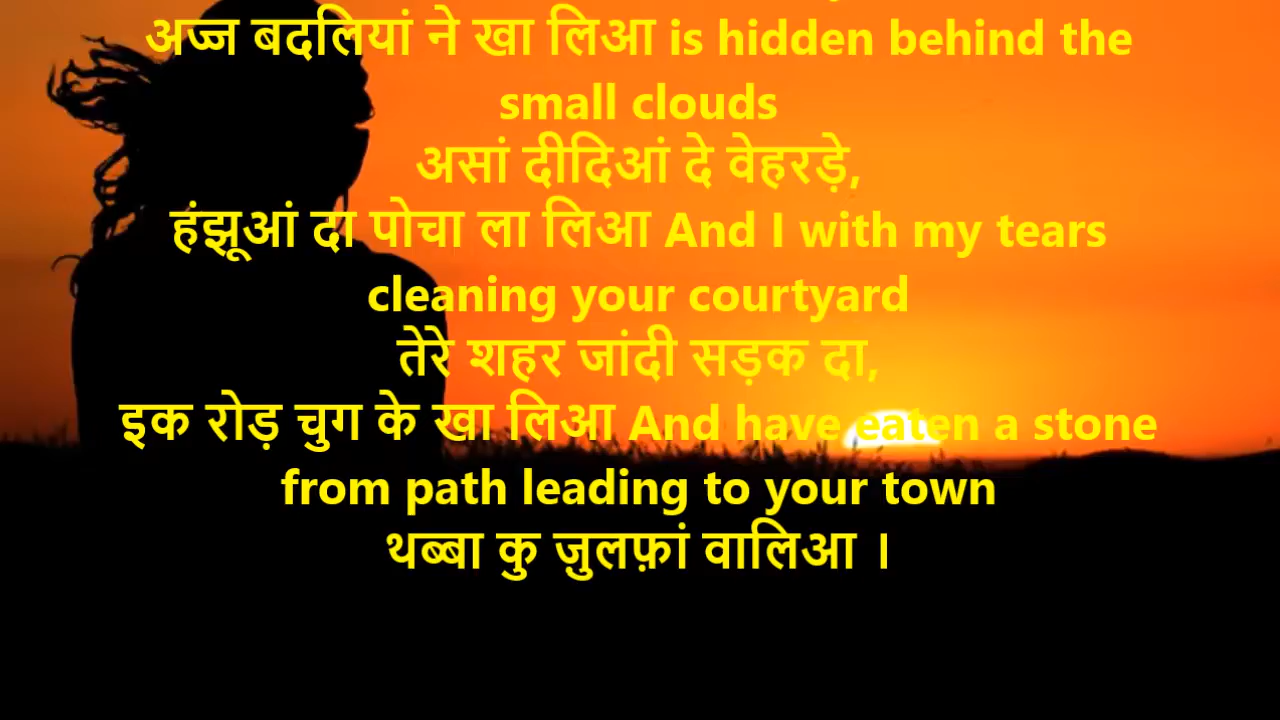 अज्ज बदलियां ने खा लिआ is hidden behind the
small clouds
असां दीदिआं दे वेहरड़े,
हंझूआं दा पोचा ला लिआ And I with my tears
cleaning your courtyard
तेरे शहर जांदी सड़क दा,
इक रोड़ चुग के खा लिआ And have eaten a stone
from path leading to your town
थब्बा कु ज़ुलफ़ां वालिआ ।